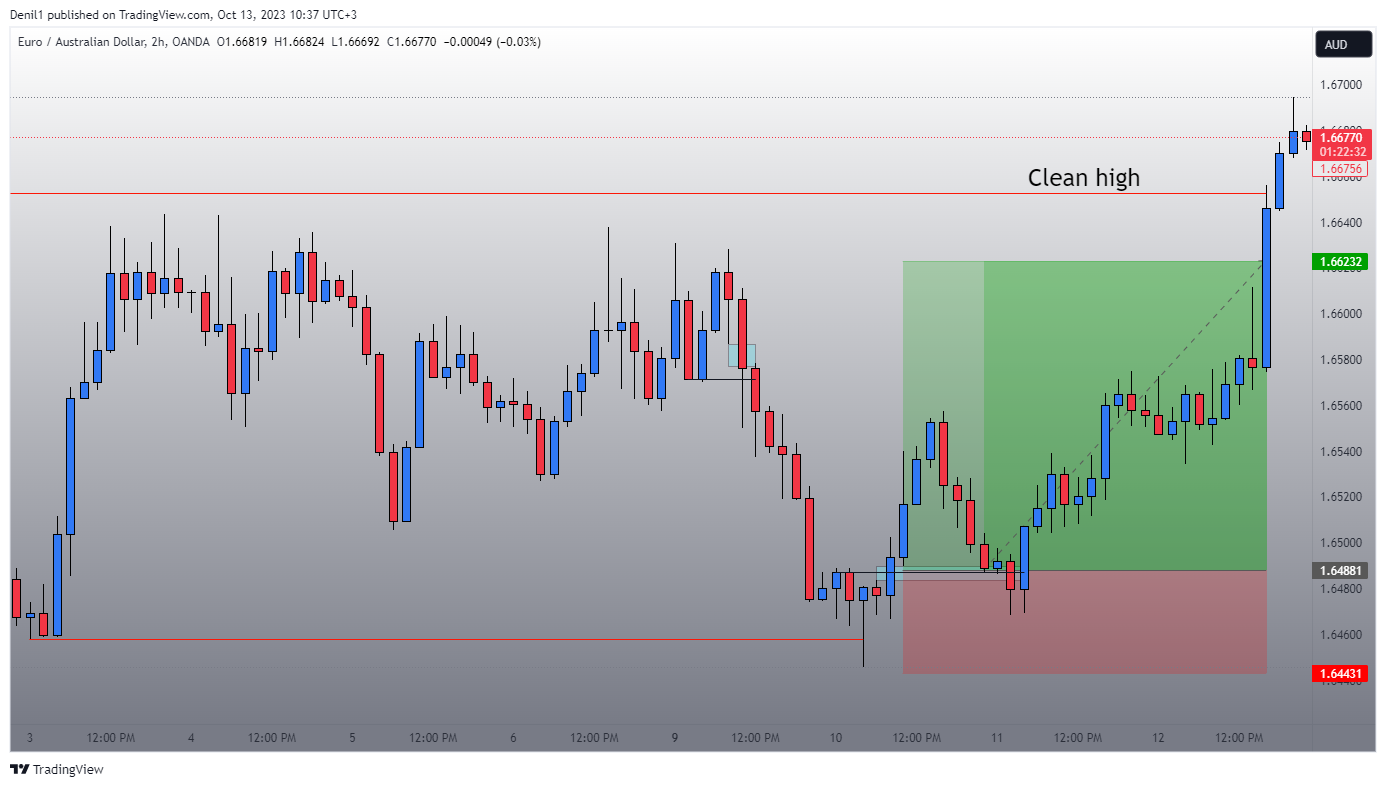 Denil1 published on TradingView.com, Oct 13, 2023 10:37 UTC+3
Euro / Australian Dollar, 2h, OANDA O1.66819 H1.66824 L1.66692 C1.66770 −0.00049 (−0.03%)
AUD
1.67000
1.66770
01:22:32
1.66756
Clean high
1.66400
1.66232
1.66000
1.65800
1.65600
1.65400
1.65200
1.65000
1.64881
1.64800
1.64600
1.64431
3 12:00 PM 4 12:00 PM 5 12:00 PM 6 12:00 PM 9 12:00 PM 10 12:00 PM 11 12:00 PM 12 12:00 PM
TradingView